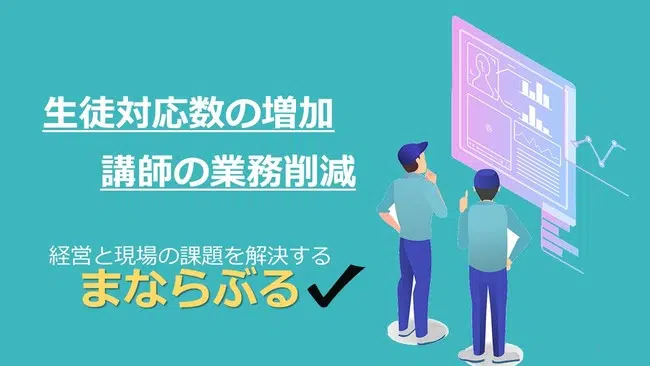 生徒対応数の増加
講師の業務削減
経営と現場の課題を解決する
まならぶる